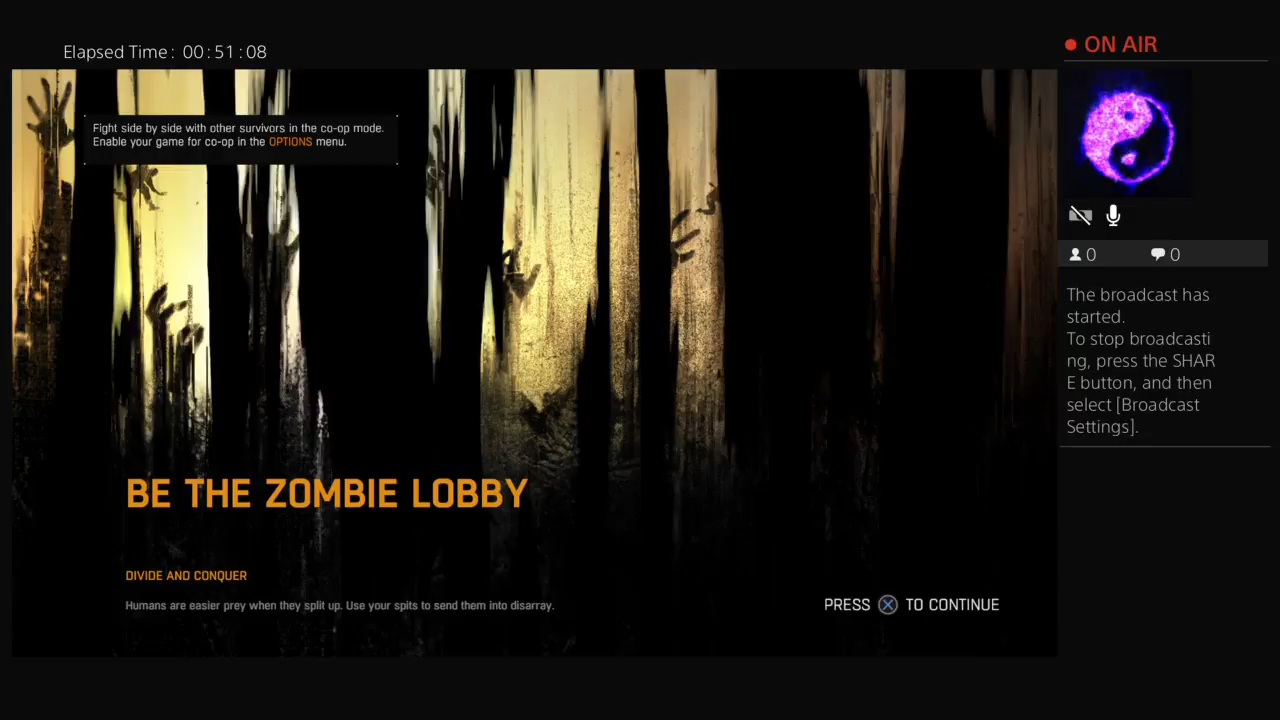 Elapsed Time: 00:51:08
ON AIR
Fight side by side with other survivors in the co-op mode.
Enable your game for co-op in the OPTIONS menu.
0 0
The broadcast has
started.
To stop broadcasti
ng, press the SHAR
E button, and then
select [Broadcast
Settings].
BE THE ZOMBIE LOBBY
DIVIDE AND CONQUER
Humans are easier prey when they split up. Use your spits to send them into disarray.
PRESS X TO CONTINUE